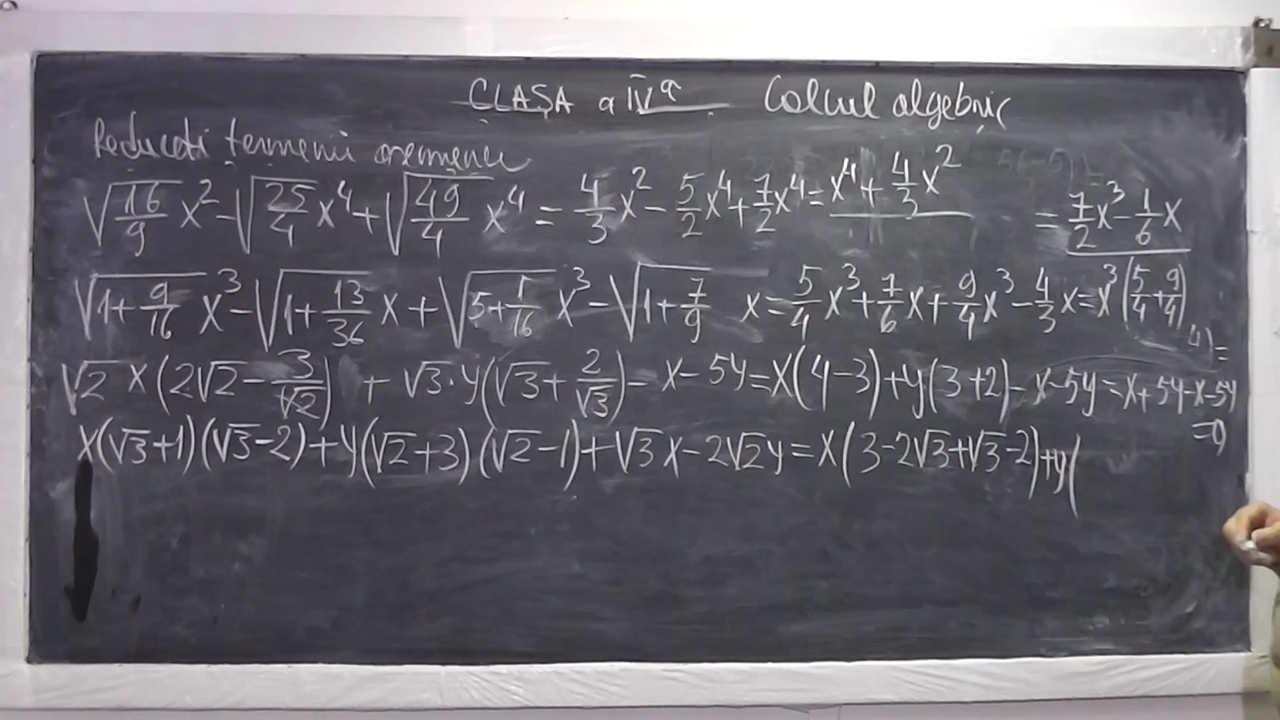 CLASA a IVª Calcul algebric
Reduceți termenii asemenea
√(16/9) x² - √(25/4) x⁴ + √(49/4) x⁴ = 4/3 x² - 5/2 x⁴ + 7/2 x⁴ = x⁴ + 4/3 x²
= 7/2 x³ - 1/6 x
√(1+9/16) x³ - √(1+13/36) x + √(5+1/16) x³ - √(1+7/9) x = 5/4 x³ + 7/6 x + 9/4 x³ - 4/3 x = x³(5/4 + 9/4)
√2 x (2√2 - 3/√2) + √3·y(√3 + 2/√3) - x - 5y = x(4-3) + y(3+2) - x - 5y = x + 5y - x - 5y
= 0
x(√3+1)(√3-2) + y(√2+3)(√2-1) + √3x - 2√2y = x(3-2√3+√3-2) + y(